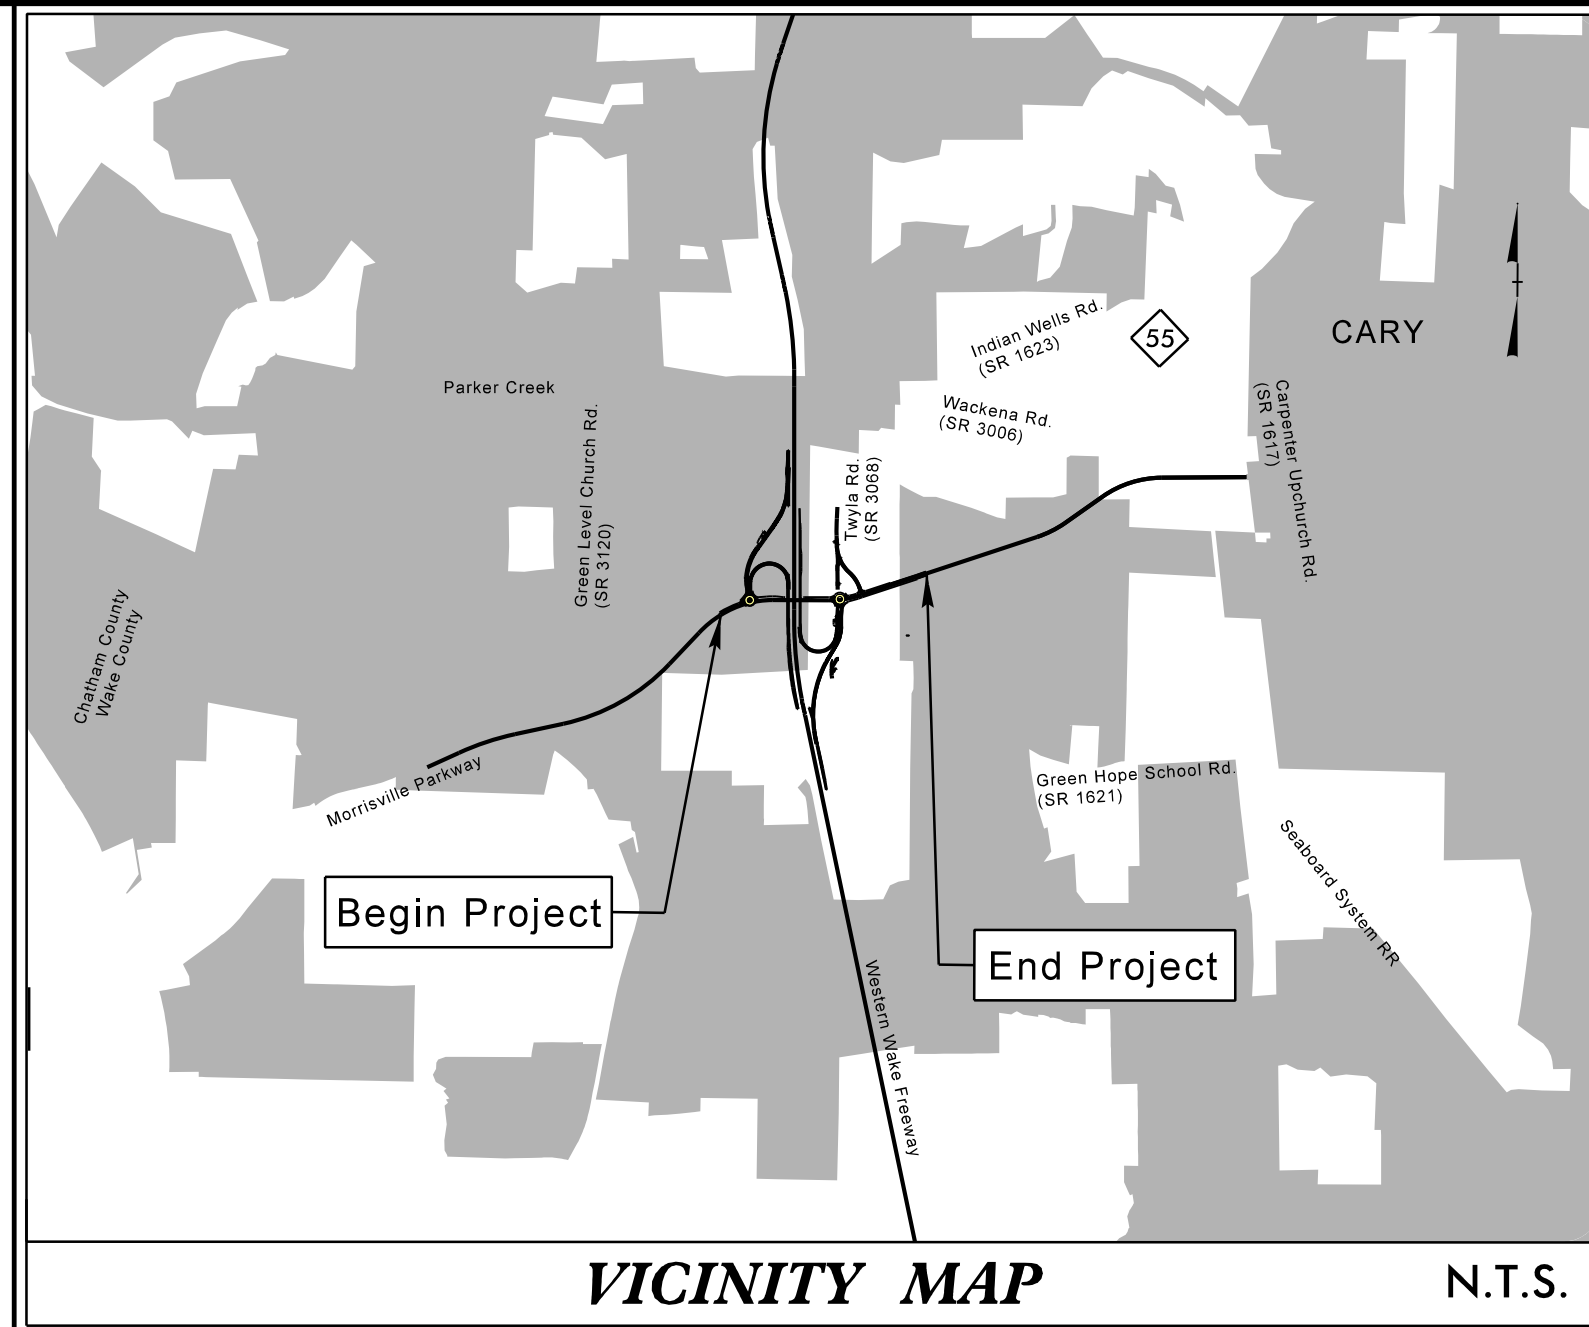 Indian Wells Rd.
(SR 1623)
55
CARY
Parker Creek
Wackena Rd.
(SR 3006)
Carpenter Upchurch Rd.
(SR 1617)
Green Level Church Rd.
(SR 3120)
Twyla Rd.
(SR 3068)
Chatham County
Wake County
Morrisville Parkway
Green Hope School Rd.
(SR 1621)
Seaboard System RR
Begin Project
End Project
Western Wake Freeway
VICINITY MAP
N.T.S.